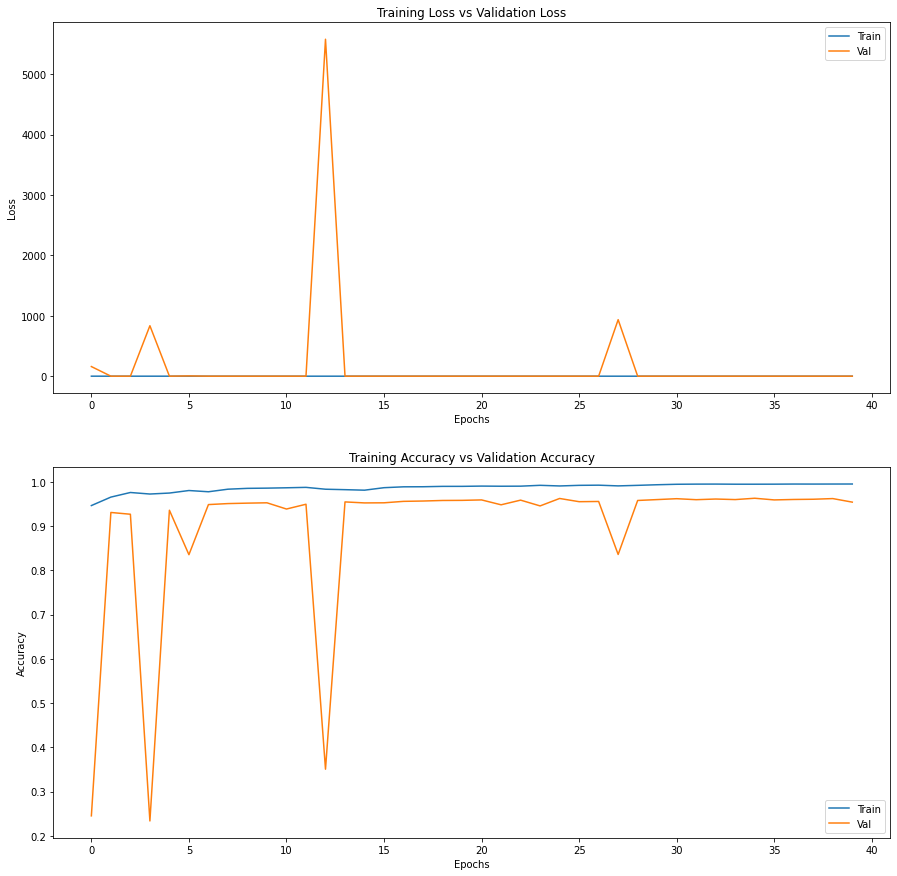 Training Loss vs Validation Loss
Train
Val
5000
4000
3000
2000
1000
0
Loss
0 5 10 15 20 25 30 35 40
Epochs
Training Accuracy vs Validation Accuracy
1.0
0.9
0.8
0.7
0.6
0.5
0.4
0.3
0.2
Accuracy
Train
Val
0 5 10 15 20 25 30 35 40
Epochs